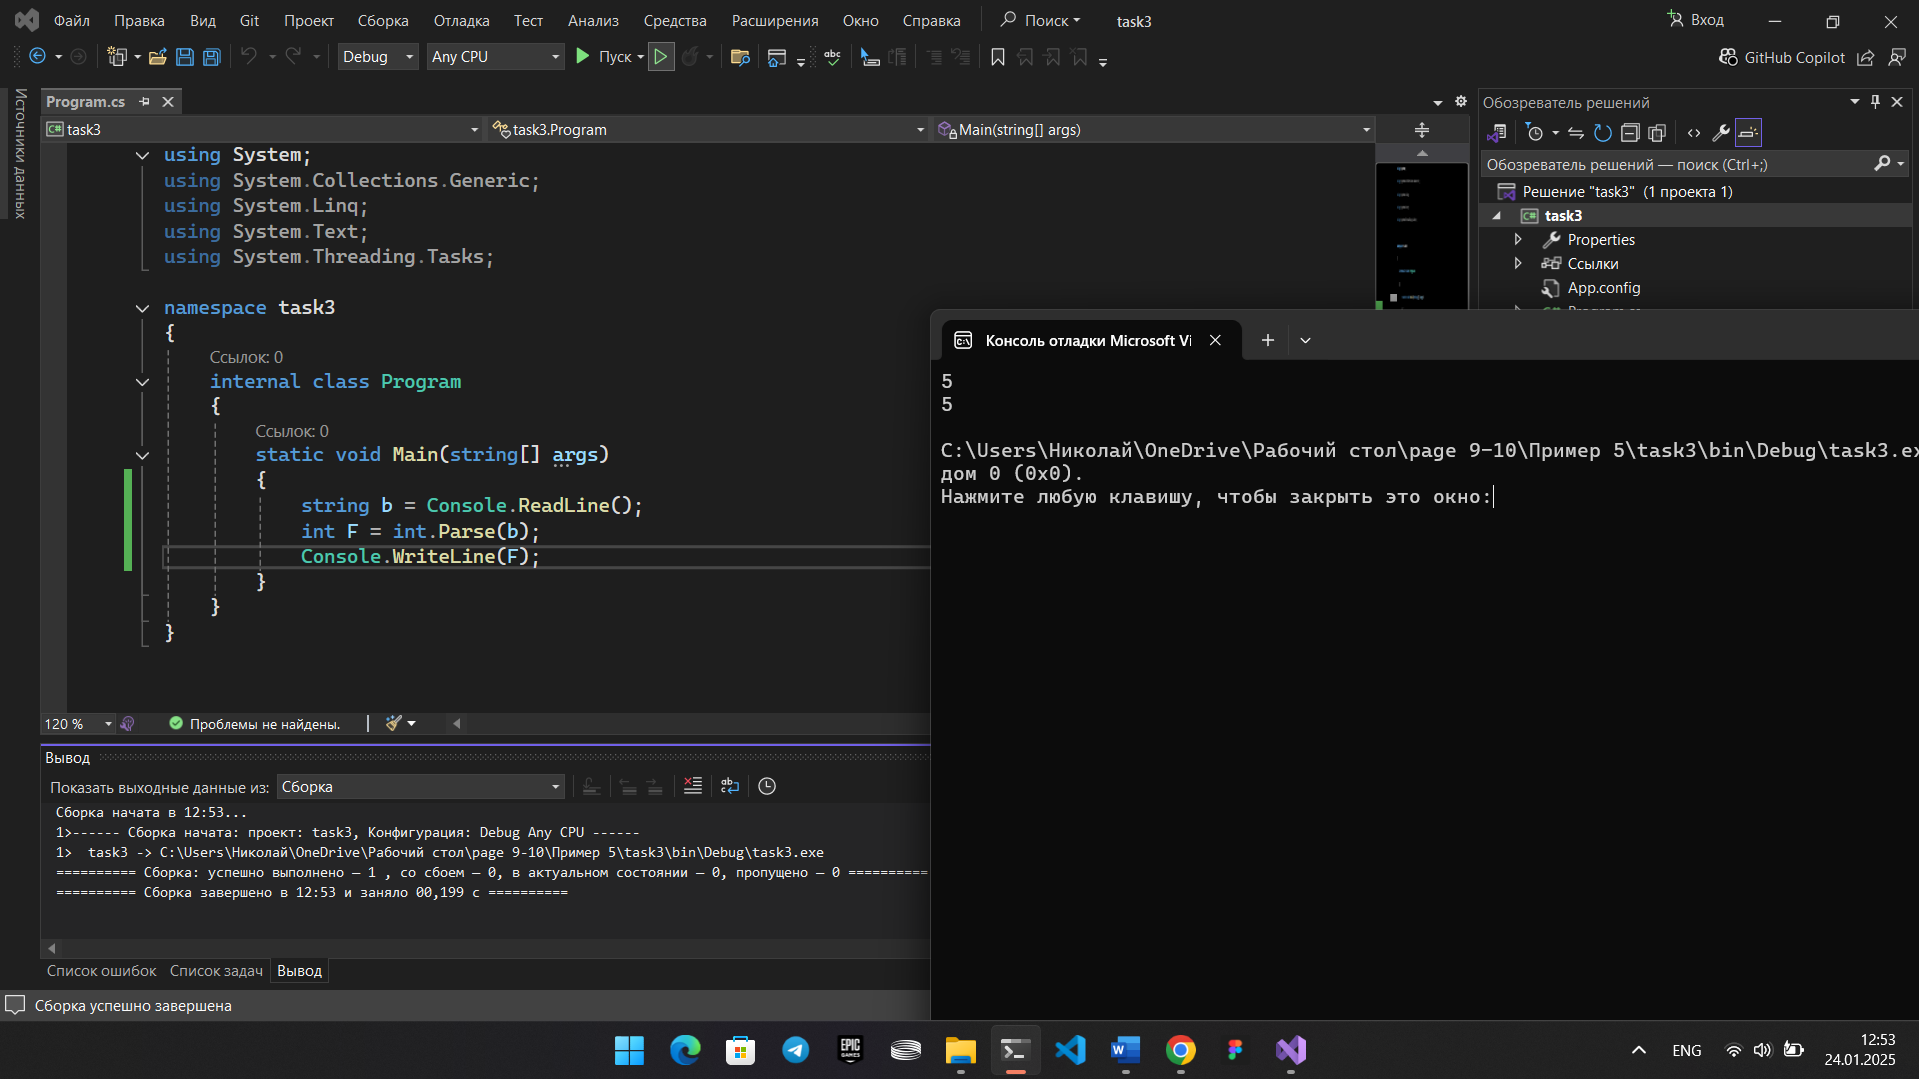 Файл Правка Вид Git Проект Сборка Отладка Тест Анализ Средства Расширения Окно Справка Поиск task3 Вход
Debug Any CPU Пуск GitHub Copilot
Источники данных
Program.cs
task3 task3.Program Main(string[] args)
using System;
using System.Collections.Generic;
using System.Linq;
using System.Text;
using System.Threading.Tasks;
namespace task3
{
Ссылок: 0
internal class Program
{
Ссылок: 0
static void Main(string[] args)
{
string b = Console.ReadLine();
int F = int.Parse(b);
Console.WriteLine(F);
}
}
}
120 % Проблемы не найдены.
Обозреватель решений
Обозреватель решений — поиск (Ctrl+;)
Решение "task3" (1 проекта 1)
task3
Properties
Ссылки
App.config
Консоль отладки Microsoft Vi
5
5
C:\Users\Николай\OneDrive\Рабочий стол\page 9-10\Пример 5\task3\bin\Debug\task3.ex
дом 0 (0x0).
Нажмите любую клавишу, чтобы закрыть это окно:
Вывод
Показать выходные данные из: Сборка
Сборка начата в 12:53...
1>------ Сборка начата: проект: task3, Конфигурация: Debug Any CPU ------
1> task3 -> C:\Users\Николай\OneDrive\Рабочий стол\page 9-10\Пример 5\task3\bin\Debug\task3.exe
========== Сборка: успешно выполнено — 1 , со сбоем — 0, в актуальном состоянии — 0, пропущено — 0 ==========
========== Сборка завершено в 12:53 и заняло 00,199 с ==========
Список ошибок Список задач Вывод
Сборка успешно завершена
EPIC GAMES
ENG 12:53
24.01.2025